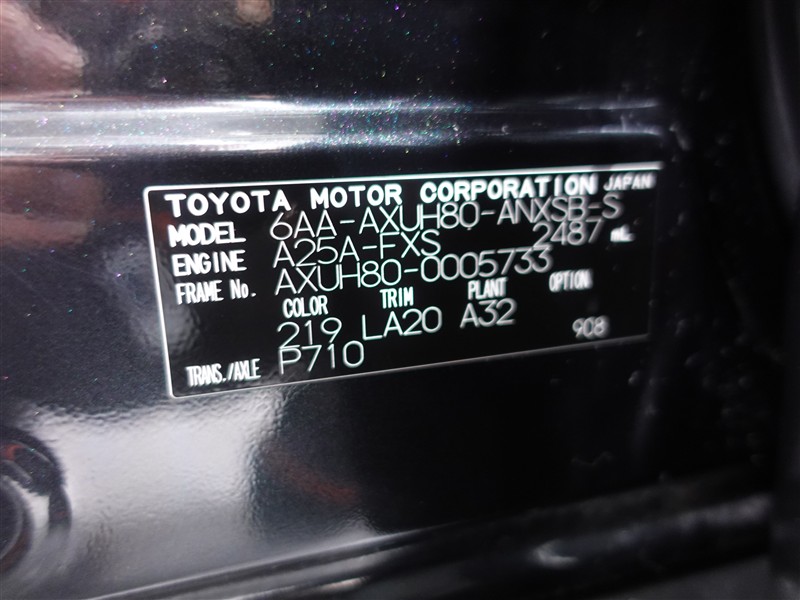 TOYOTA MOTOR CORPORATION JAPAN
MODEL 6AA-AXUH80-ANXSB-S
ENGINE A25A-FXS 2487 mL
FRAME No. AXUH80-0005733
COLOR TRIM PLANT OPTION
219 LA20 A32 908
TRANS./AXLE P710